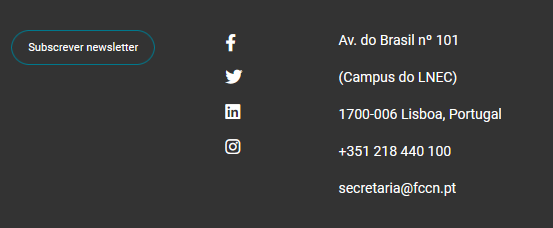 Subscrever newsletter
Av. do Brasil nº 101
(Campus do LNEC)
1700-006 Lisboa, Portugal
+351 218 440 100
secretaria@fccn.pt